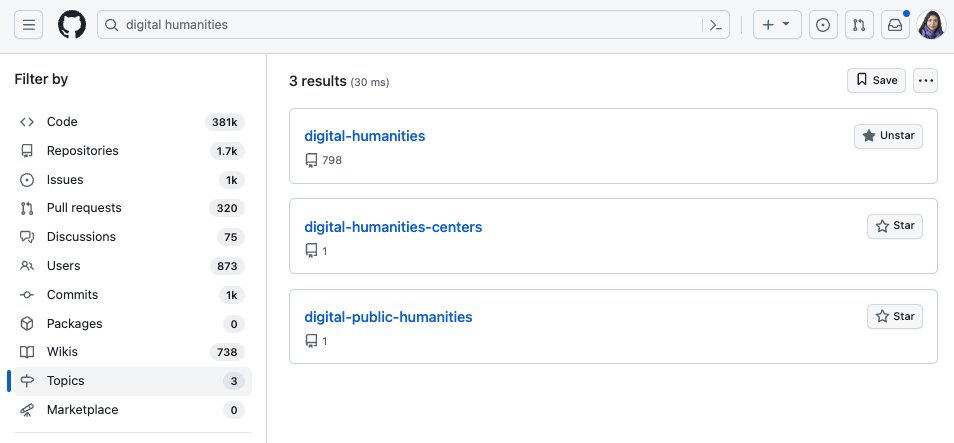 digital humanities
Filter by
Code 381k
Repositories 1.7k
Issues 1k
Pull requests 320
Discussions 75
Users 873
Commits 1k
Packages 0
Wikis 738
Topics 3
Marketplace 0
3 results (30 ms)
Save
digital-humanities
Unstar
798
digital-humanities-centers
Star
1
digital-public-humanities
Star
1